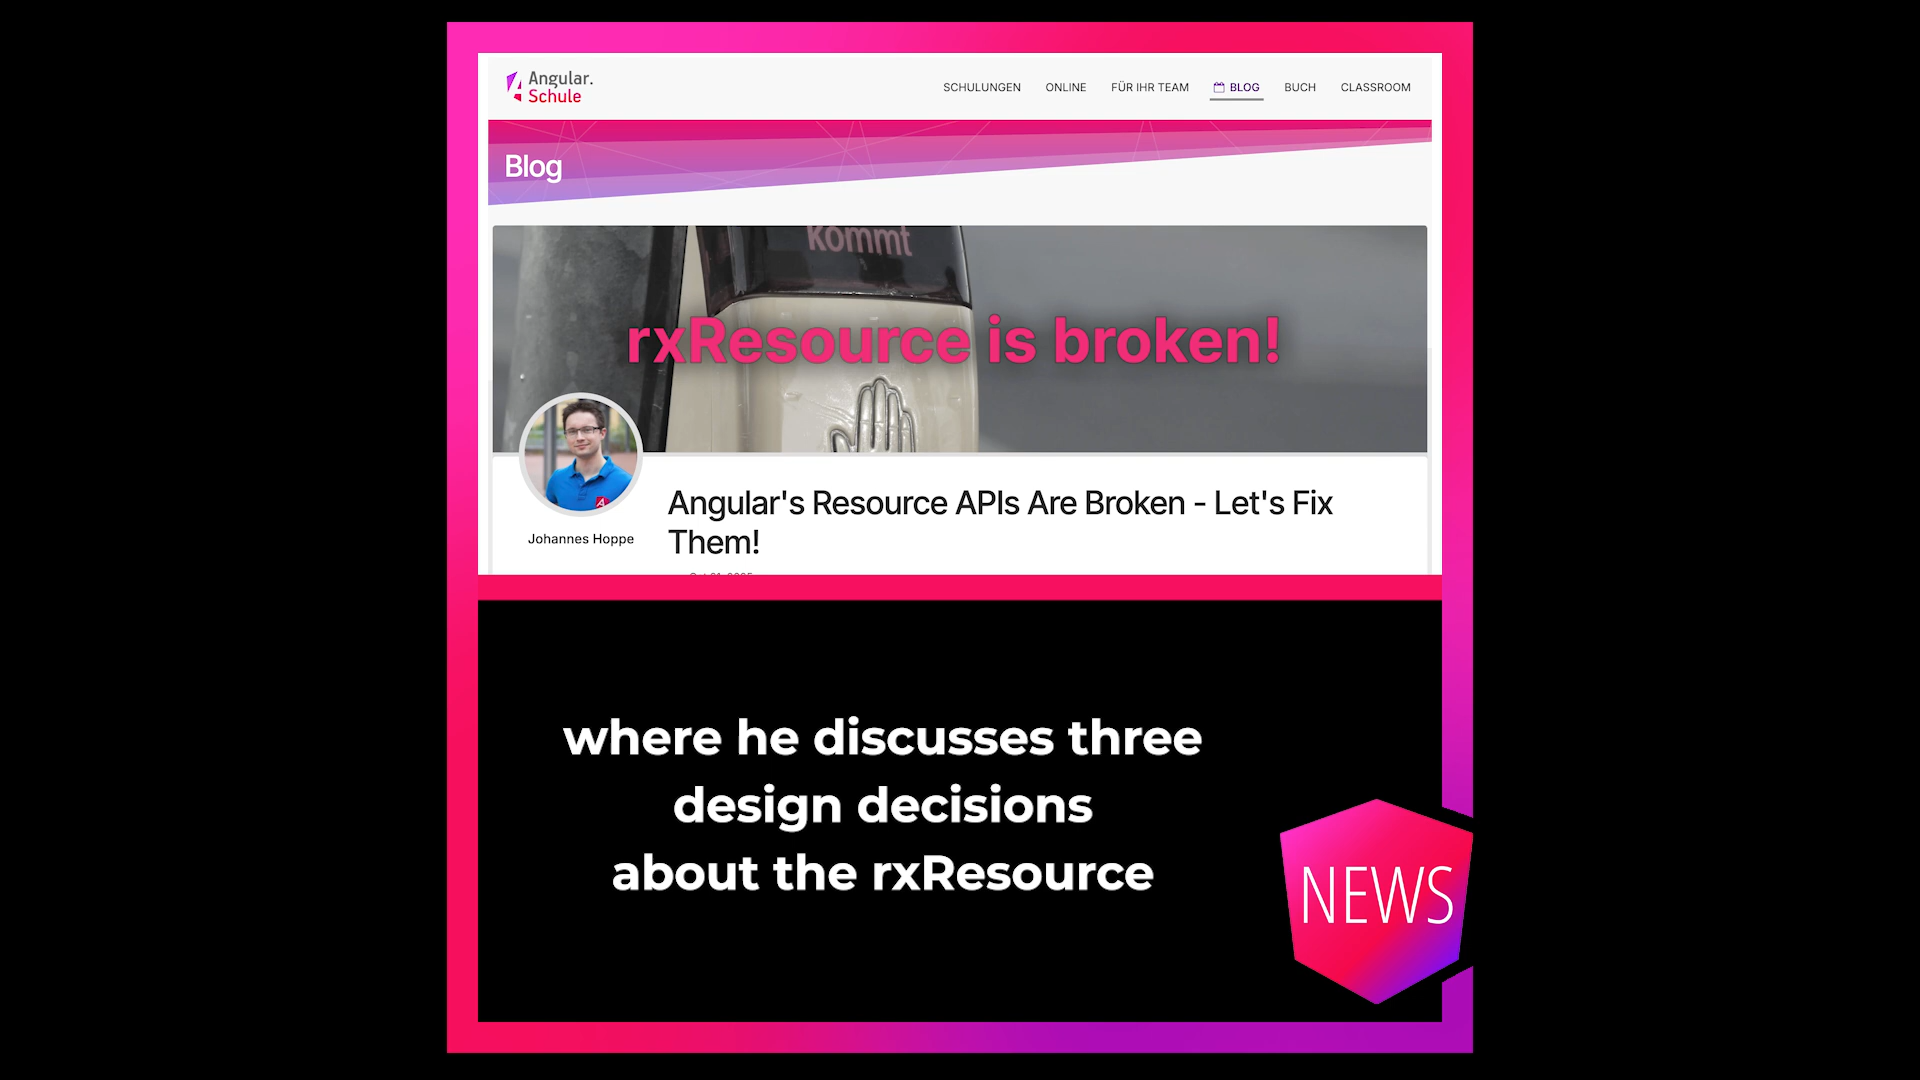 Angular.
Schule
SCHULUNGEN ONLINE FÜR IHR TEAM BLOG BUCH CLASSROOM
Blog
kommt
rxResource is broken!
Johannes Hoppe
Angular's Resource APIs Are Broken - Let's Fix
Them!
where he discusses three
design decisions
about the rxResource
NEWS